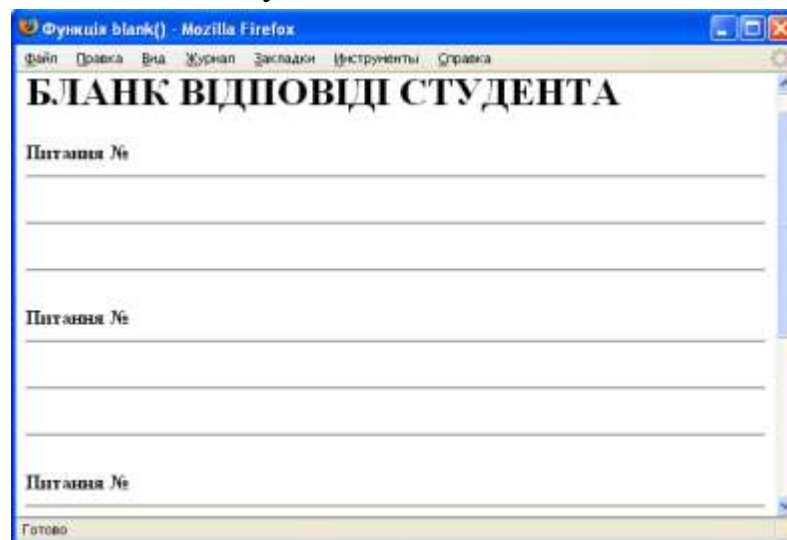 Функція blank() - Mozilla Firefox
Файл Правка Вид Журнал Закладки Инструменты Справка
БЛАНК ВІДПОВІДІ СТУДЕНТА
Питання №
Питання №
Питання №
Готово